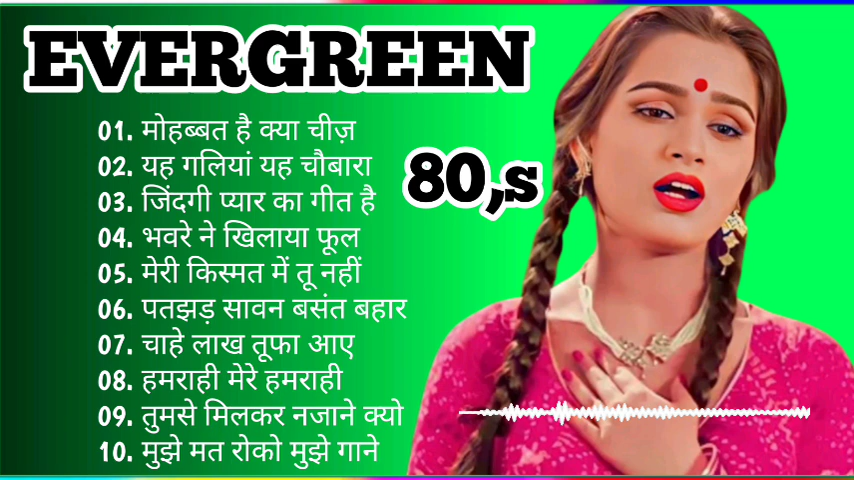 EVERGREEN
80,s
01. मोहब्बत है क्या चीज़
02. यह गलियां यह चौबारा
03. जिंदगी प्यार का गीत है
04. भवरे ने खिलाया फूल
05. मेरी किस्मत में तू नहीं
06. पतझड़ सावन बसंत बहार
07. चाहे लाख तूफा आए
08. हमराही मेरे हमराही
09. तुमसे मिलकर नजाने क्यो
10. मुझे मत रोको मुझे गाने